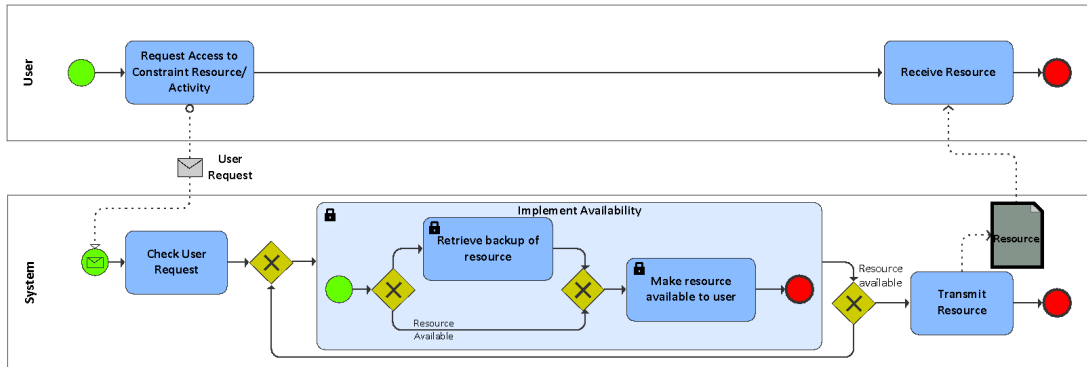 User
Request Access to
Constraint Resource/
Activity
Receive Resource
User
Request
System
Check User
Request
Implement Availability
Retrieve backup of
resource
Resource
Available
Make resource
available to user
Resource
available
Transmit
Resource
Resource